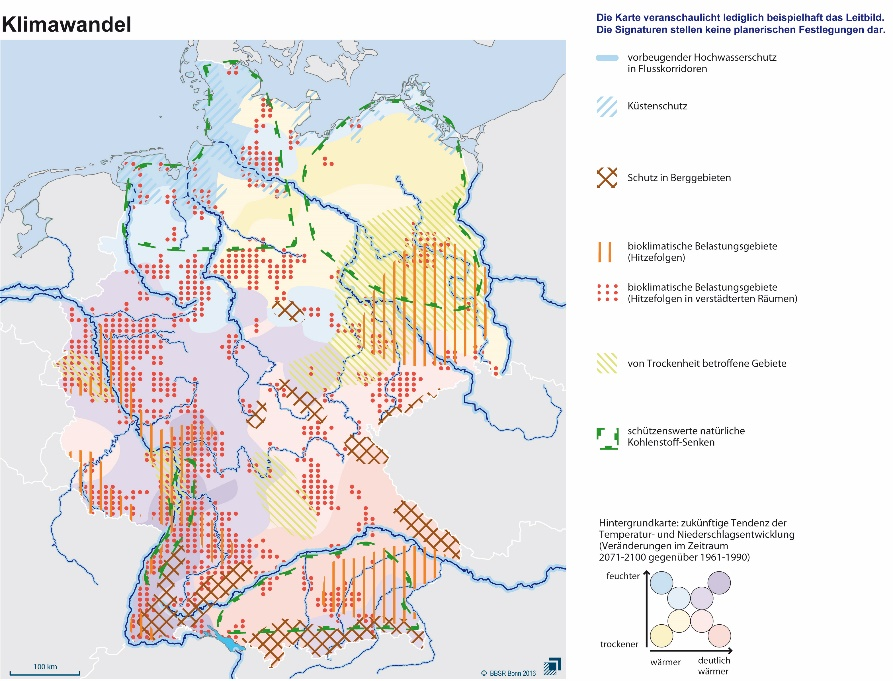 Klimawandel
Die Karte veranschaulicht lediglich beispielhaft das Leitbild.
Die Signaturen stellen keine planerischen Festlegungen dar.
vorbeugender Hochwasserschutz
in Flusskorridoren
Küstenschutz
Schutz in Berggebieten
bioklimatische Belastungsgebiete
(Hitzefolgen)
bioklimatische Belastungsgebiete
(Hitzefolgen in verstädterten Räumen)
von Trockenheit betroffene Gebiete
schützenswerte natürliche
Kohlenstoff-Senken
Hintergrundkarte: zukünftige Tendenz der
Temperatur- und Niederschlagsentwicklung
(Veränderungen im Zeitraum
2071-2100 gegenüber 1961-1990)
feuchter
trockener
wärmer
deutlich
wärmer
100 km
© BBSR Bonn 2013